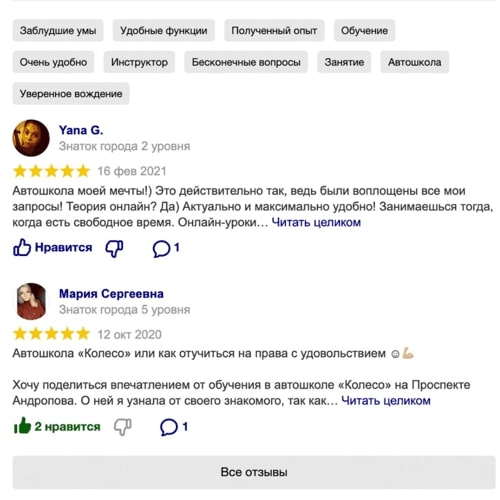 Заблудшие умы Удобные функции Полученный опыт Обучение
Очень удобно Инструктор Бесконечные вопросы Занятие Автошкола
Уверенное вождение
Yana G.
Знаток города 2 уровня
16 фев 2021
Автошкола моей мечты!) Это действительно так, ведь были воплощены все мои
запросы! Теория онлайн? Да) Актуально и максимально удобно! Занимаешься тогда,
когда есть свободное время. Онлайн-уроки… Читать целиком
Нравится 1
Мария Сергеевна
Знаток города 5 уровня
12 окт 2020
Автошкола «Колесо» или как отучиться на права с удовольствием ☺💪🏼
Хочу поделиться впечатлением от обучения в автошколе «Колесо» на Проспекте
Андропова. О ней я узнала от своего знакомого, так как… Читать целиком
2 нравится 1
Все отзывы